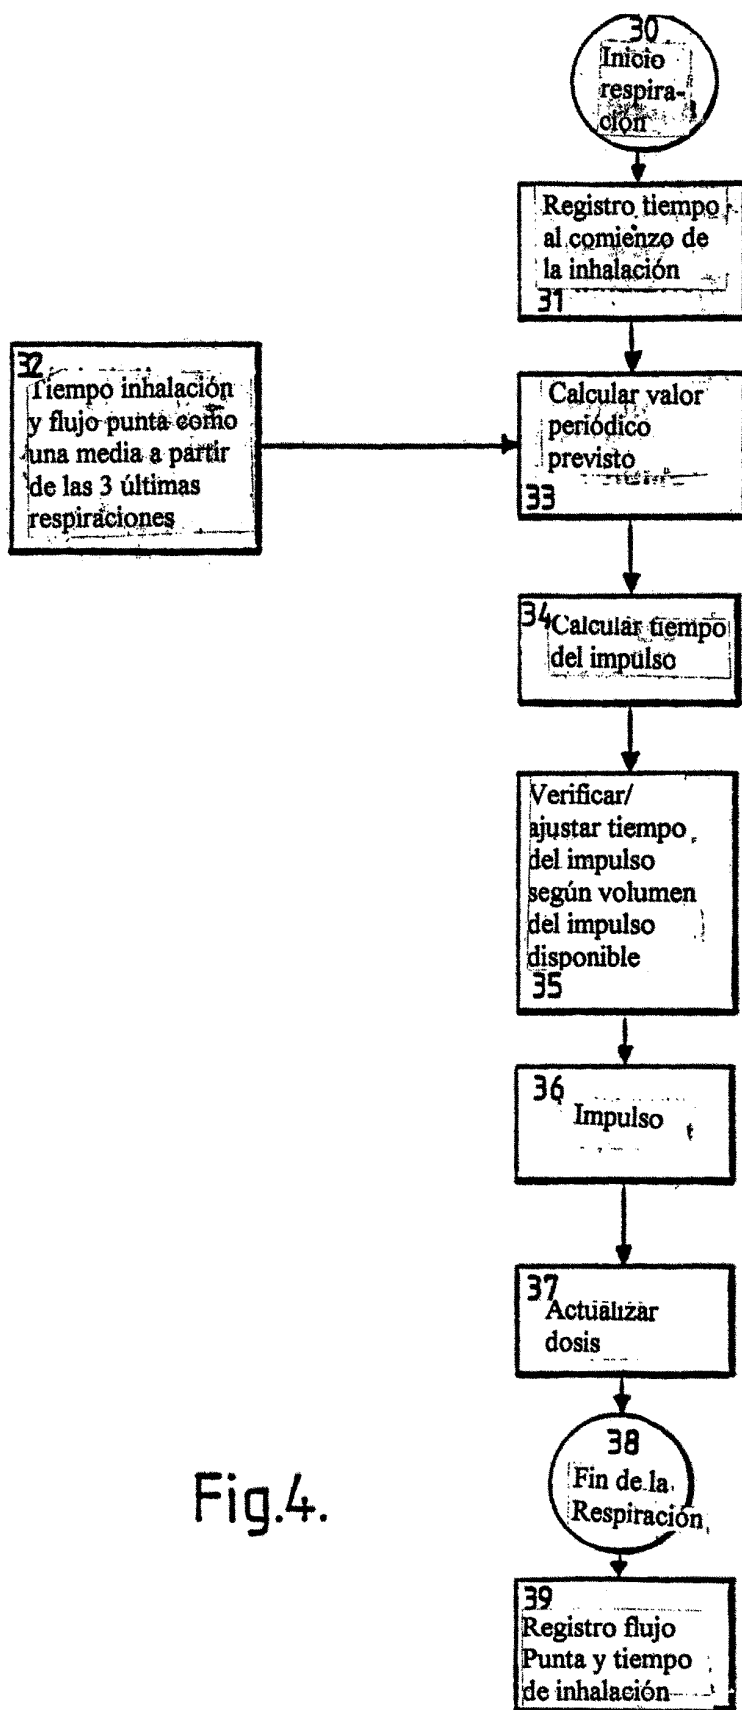 30
Inicio
respira-
ción
Registro tiempo
al comienzo de
la inhalación
31
32
Tiempo inhalación
y flujo punta como
una media a partir
de las 3 últimas
respiraciones
Calcular valor
periódico
previsto
33
34
Calcular tiempo
del impulso
Verificar/
ajustar tiempo
del impulso
según volumen
del impulso
disponible
35
36
Impulso
37
Actualizar
dosis
38
Fin de la
Respiración
39
Registro flujo
Punta y tiempo
de inhalación
Fig.4.